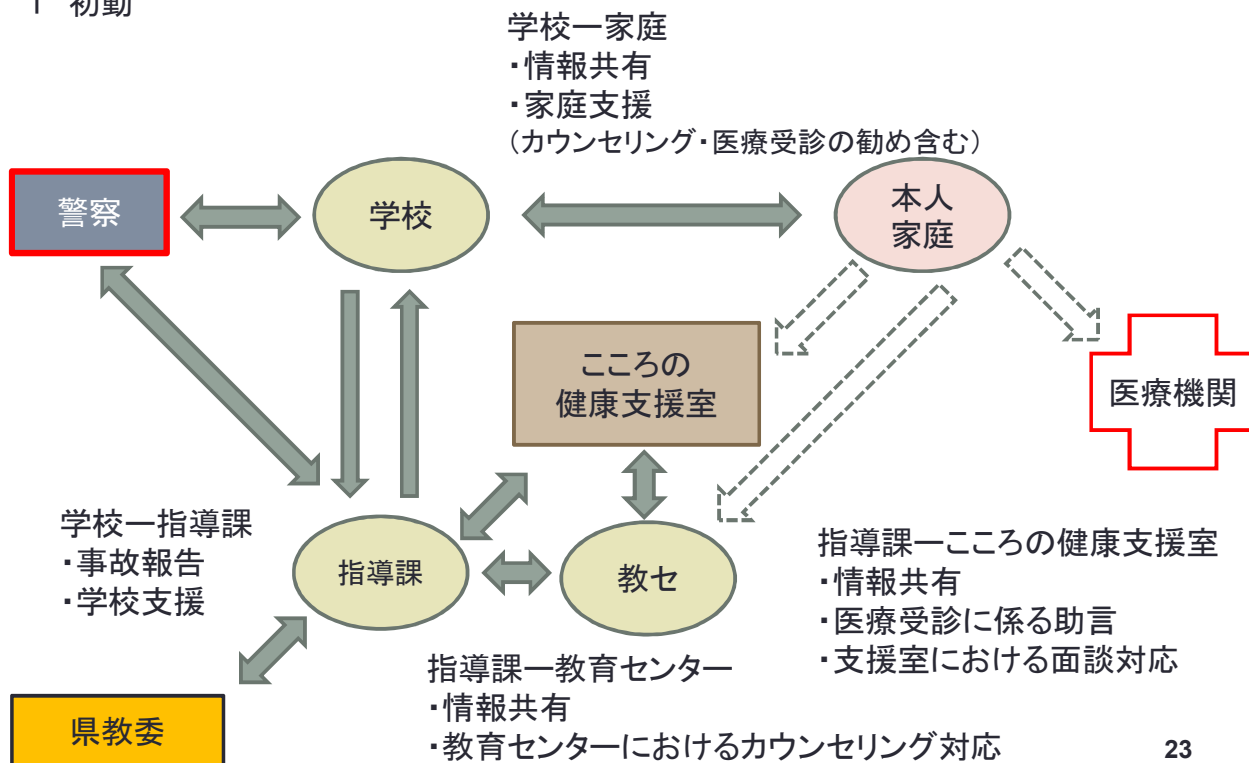 1 初動
学校ー家庭
・情報共有
・家庭支援
(カウンセリング・医療受診の勧め含む)
警察
学校
本人
家庭
こころの
健康支援室
医療機関
学校ー指導課
・事故報告
・学校支援
指導課
教セ
指導課ーこころの健康支援室
・情報共有
・医療受診に係る助言
・支援室における面談対応
指導課ー教育センター
・情報共有
・教育センターにおけるカウンセリング対応
県教委
23